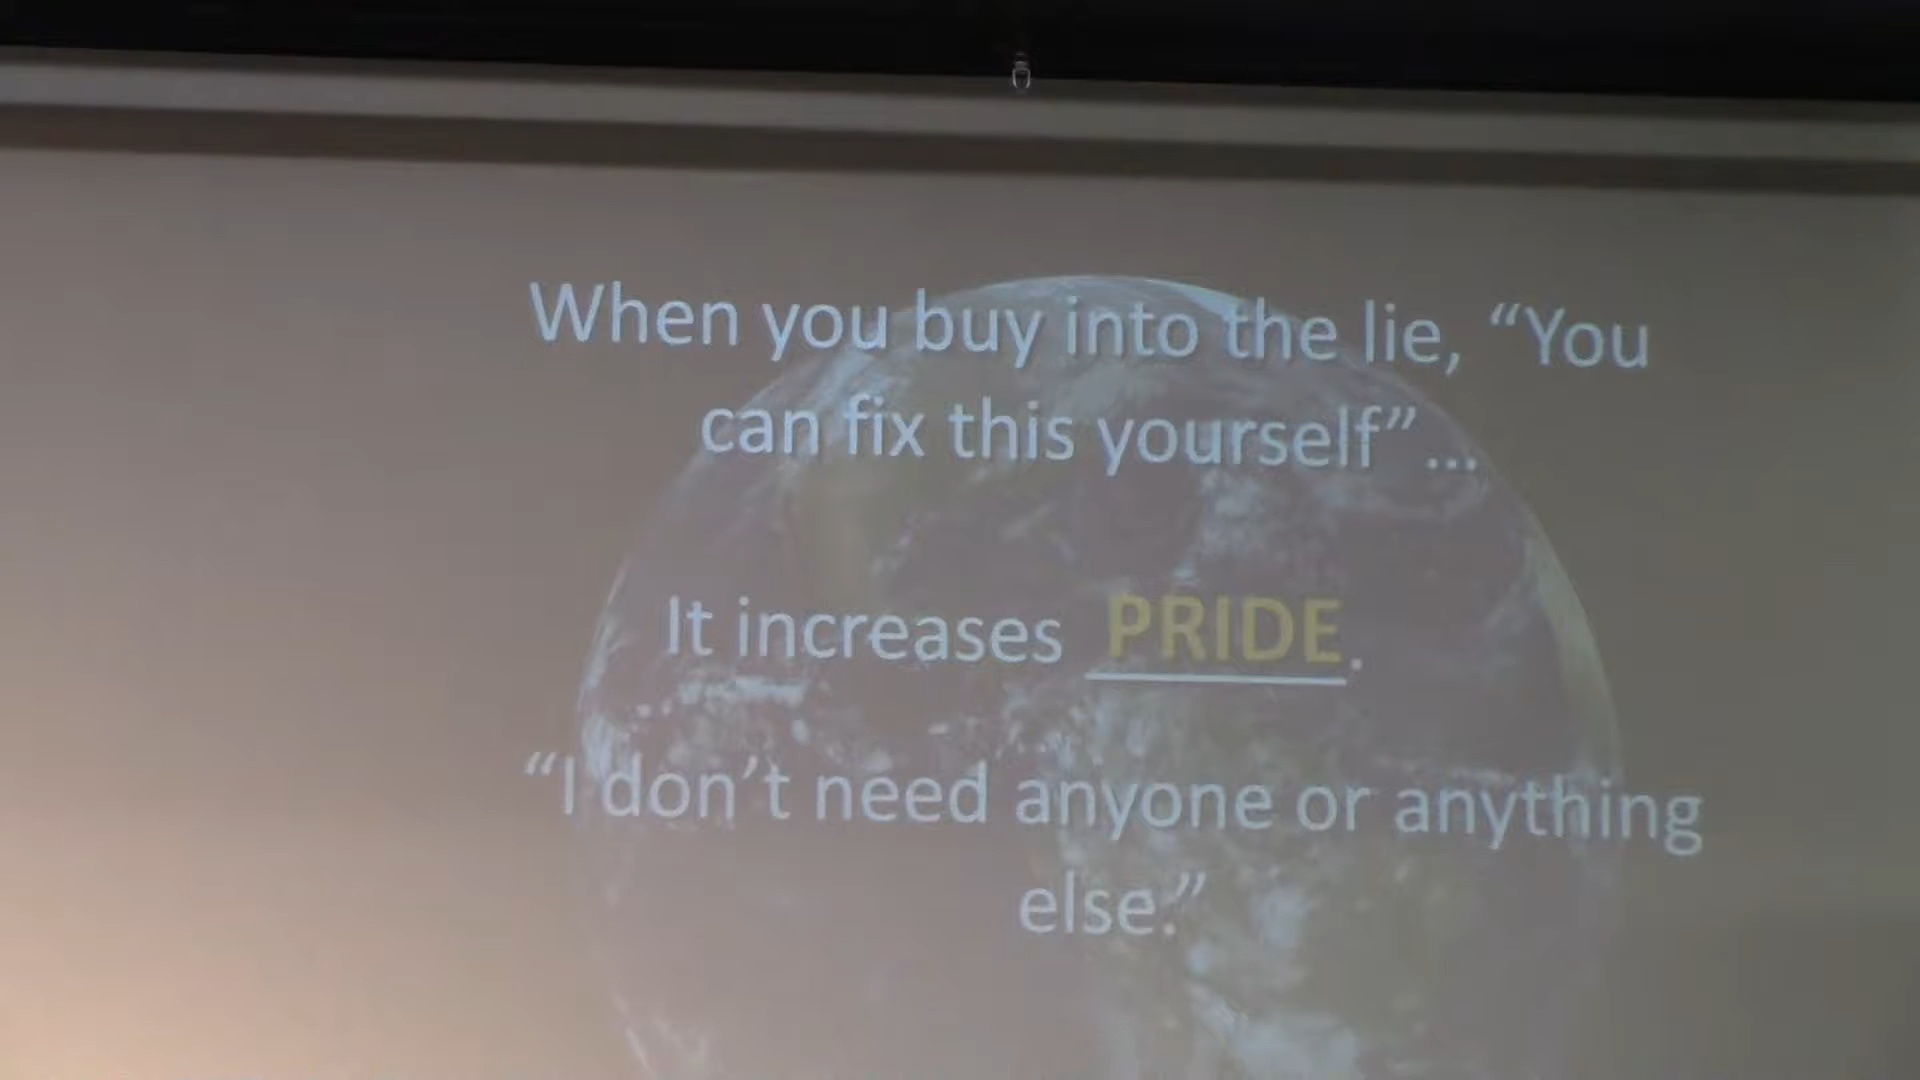 When you buy into the lie, “You
can fix this yourself”...
It increases PRIDE.
“I don’t need anyone or anything
else.”